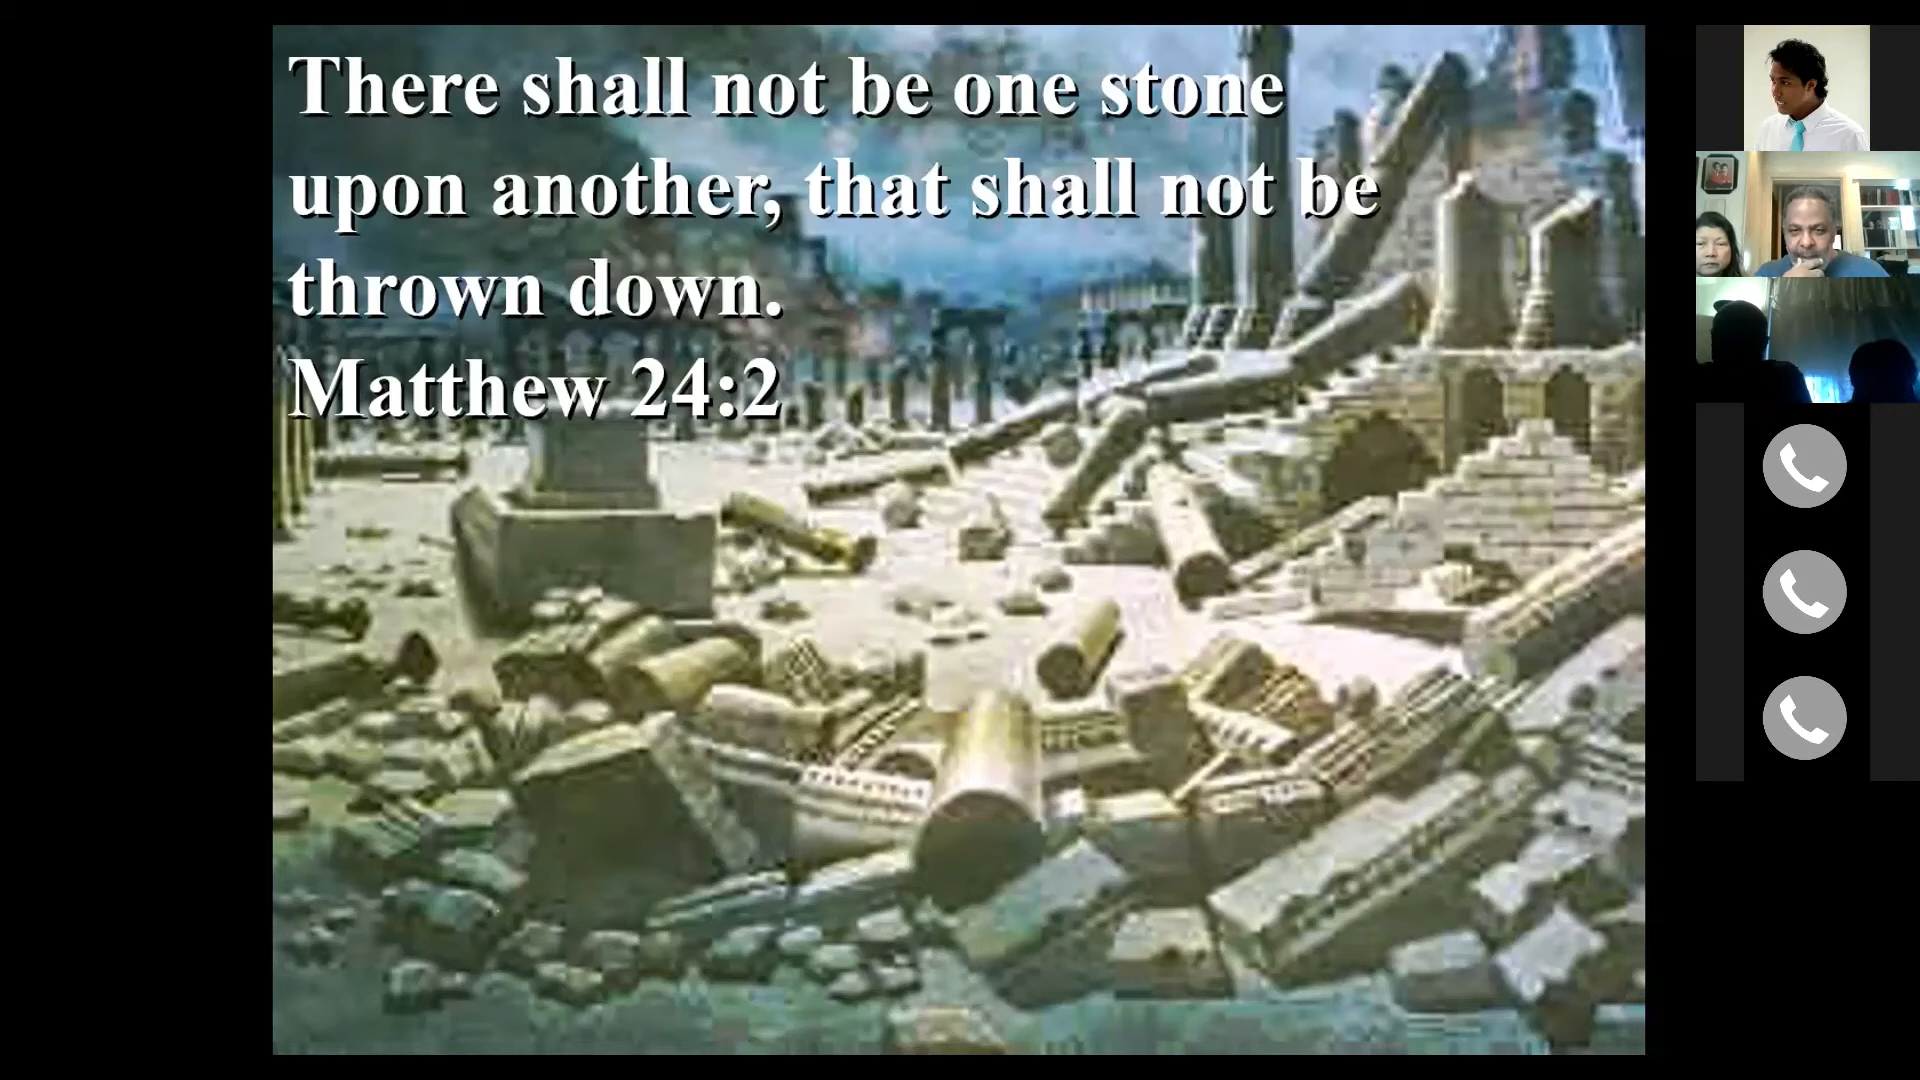 There shall not be one stone
upon another, that shall not be
thrown down.
Matthew 24:2